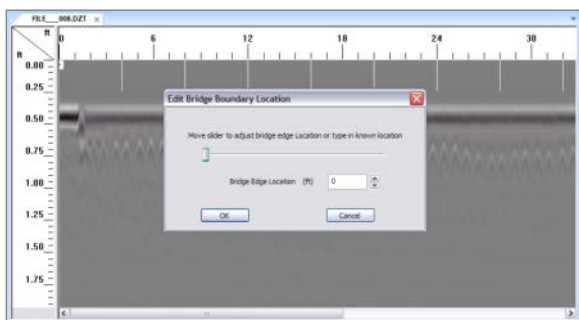 FILE___008.DZT ×
ft
0 6 12 18 24 30
ft
0.00
0.25
0.50
0.75
1.00
1.25
1.50
1.75
Edit Bridge Boundary Location
Move slider to adjust bridge edge Location or type in known location
Bridge Edge Location (ft) 0
OK Cancel